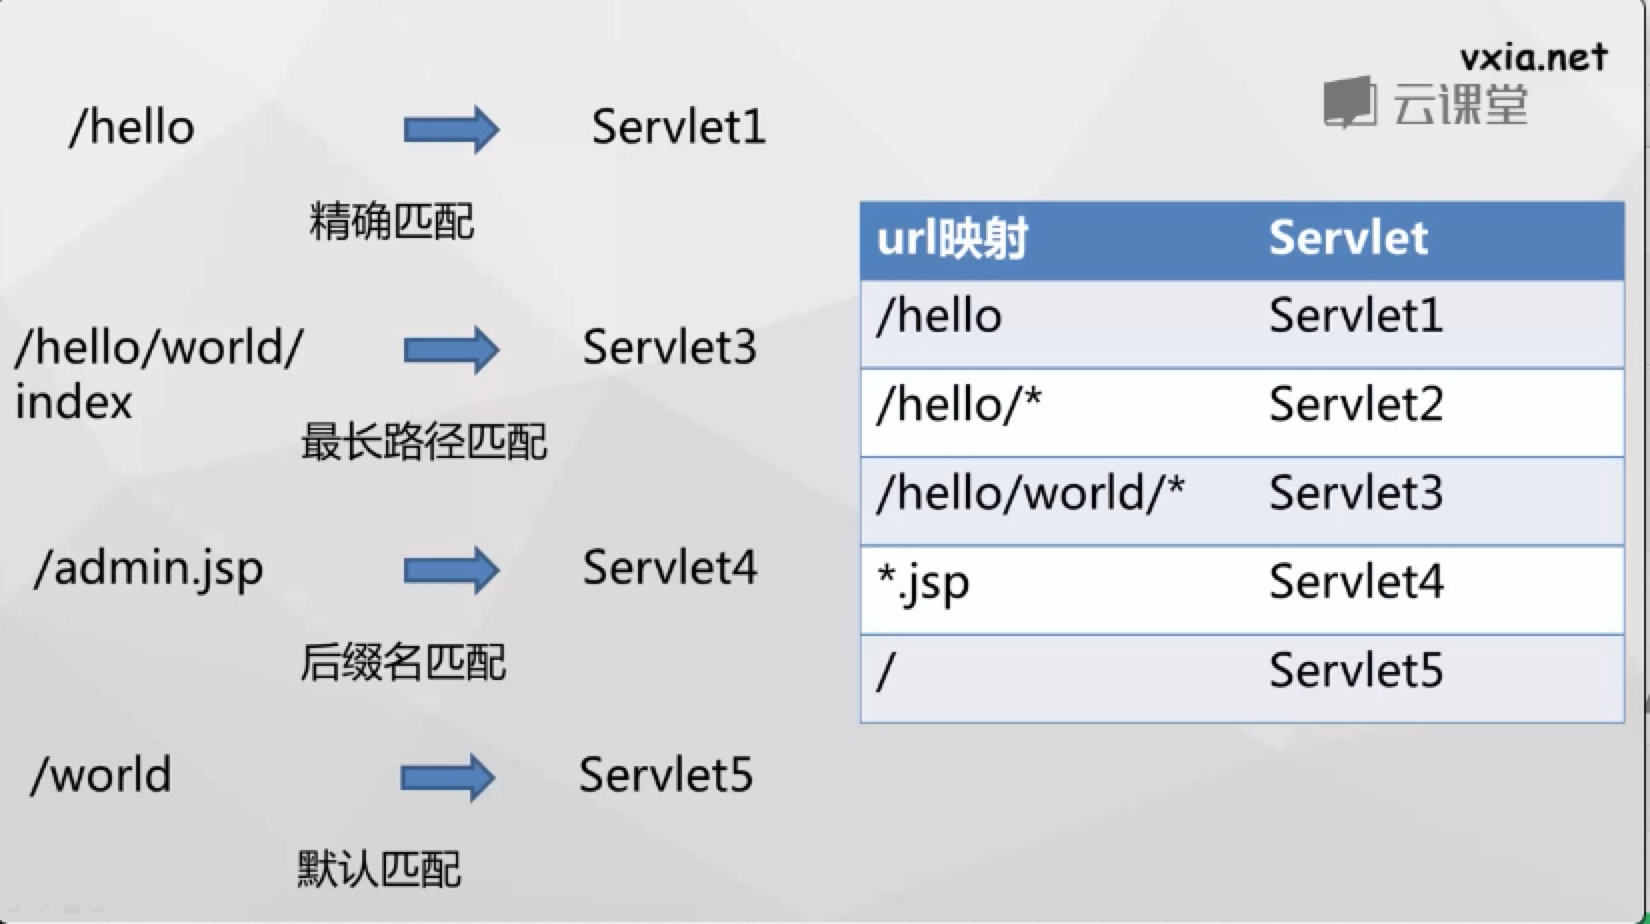 vxia.net
云课堂
/hello Servlet1
精确匹配
/hello/world/
index
Servlet3
最长路径匹配
/admin.jsp Servlet4
后缀名匹配
/world Servlet5
默认匹配
url映射 Servlet
/hello Servlet1
/hello/* Servlet2
/hello/world/* Servlet3
*.jsp Servlet4
/ Servlet5